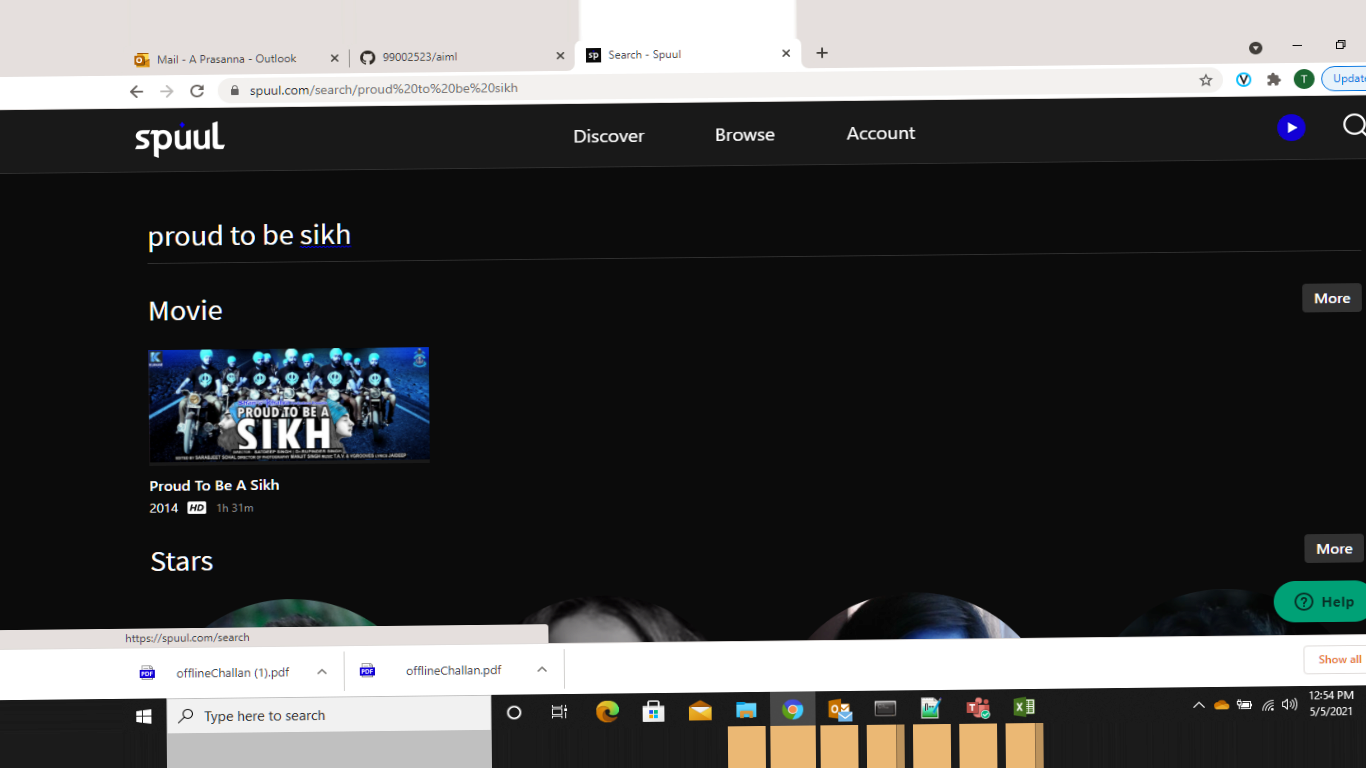 Mail - A Prasanna - Outlook
99002523/aiml
sp Search - Spuul
spuul.com/search/proud%20to%20be%20sikh
T
Update
spuul
Discover
Browse
Account
proud to be sikh
Movie
More
PROUD TO BE A
SIKH
Proud To Be A Sikh
2014 HD 1h 31m
Stars
More
Help
https://spuul.com/search
PDF offlineChallan (1).pdf
PDF offlineChallan.pdf
Show all
Type here to search
12:54 PM
5/5/2021